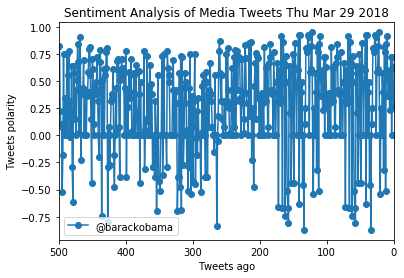 Sentiment Analysis of Media Tweets Thu Mar 29 2018
1.00
0.75
0.50
0.25
0.00
−0.25
−0.50
−0.75
Tweets polarity
@barackobama
500 400 300 200 100 0
Tweets ago